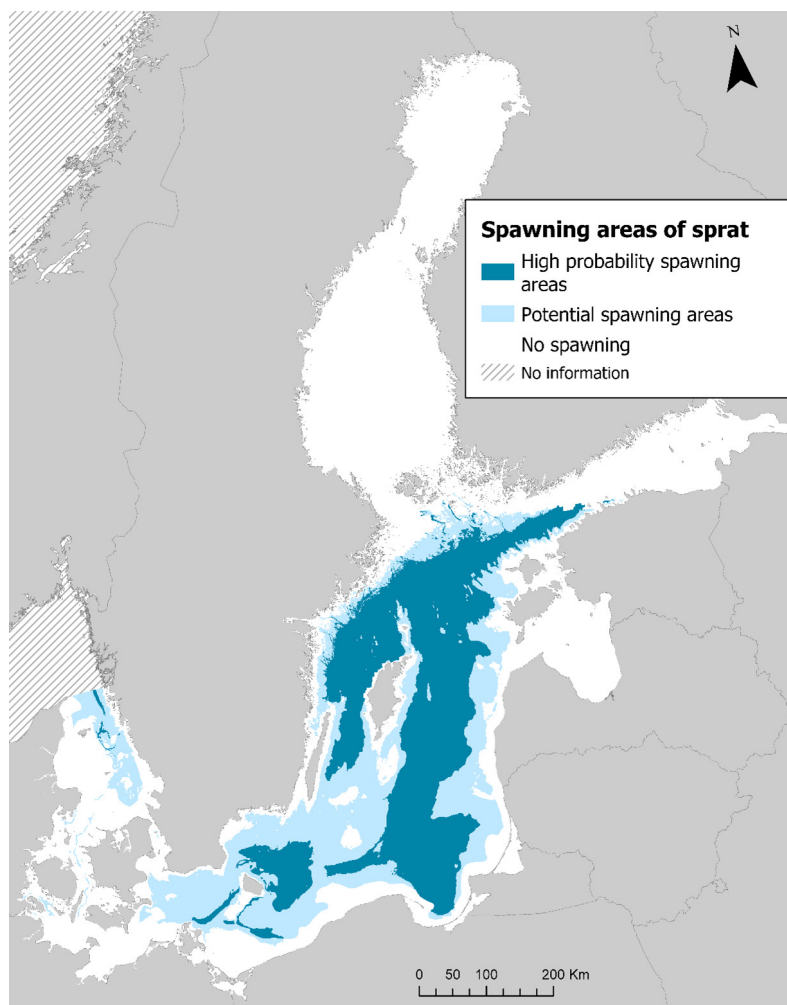 N
Spawning areas of sprat
High probability spawning
areas
Potential spawning areas
No spawning
No information
0 50 100 200 Km